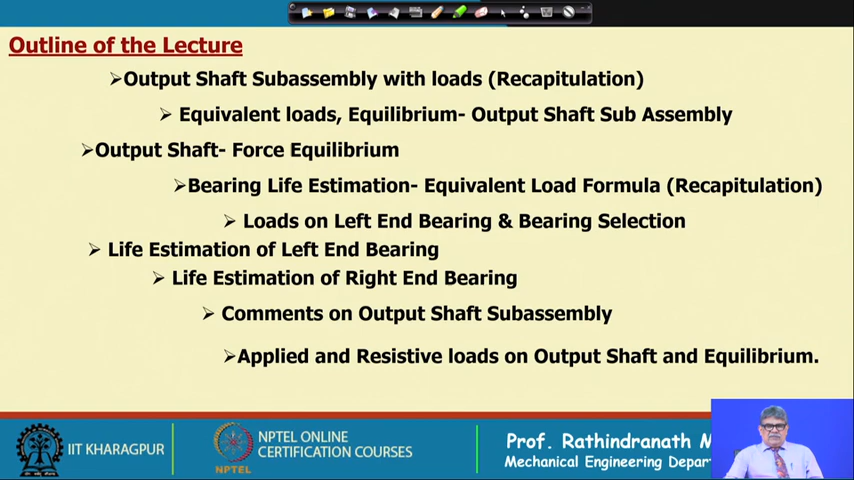 Outline of the Lecture
➢Output Shaft Subassembly with loads (Recapitulation)
➢ Equivalent loads, Equilibrium- Output Shaft Sub Assembly
➢Output Shaft- Force Equilibrium
➢Bearing Life Estimation- Equivalent Load Formula (Recapitulation)
➢ Loads on Left End Bearing & Bearing Selection
➢ Life Estimation of Left End Bearing
➢ Life Estimation of Right End Bearing
➢ Comments on Output Shaft Subassembly
➢Applied and Resistive loads on Output Shaft and Equilibrium.
IIT KHARAGPUR
NPTEL
NPTEL ONLINE
CERTIFICATION COURSES
Prof. Rathindranath M
Mechanical Engineering Depar